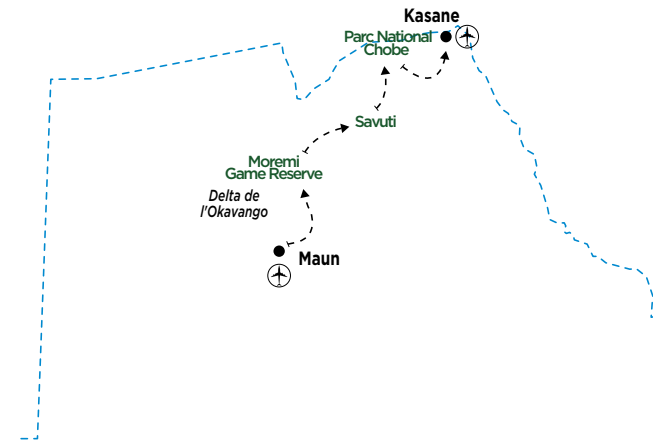 Kasane
Parc National
Chobe
Savuti
Moremi
Game Reserve
Delta de
l'Okavango
Maun